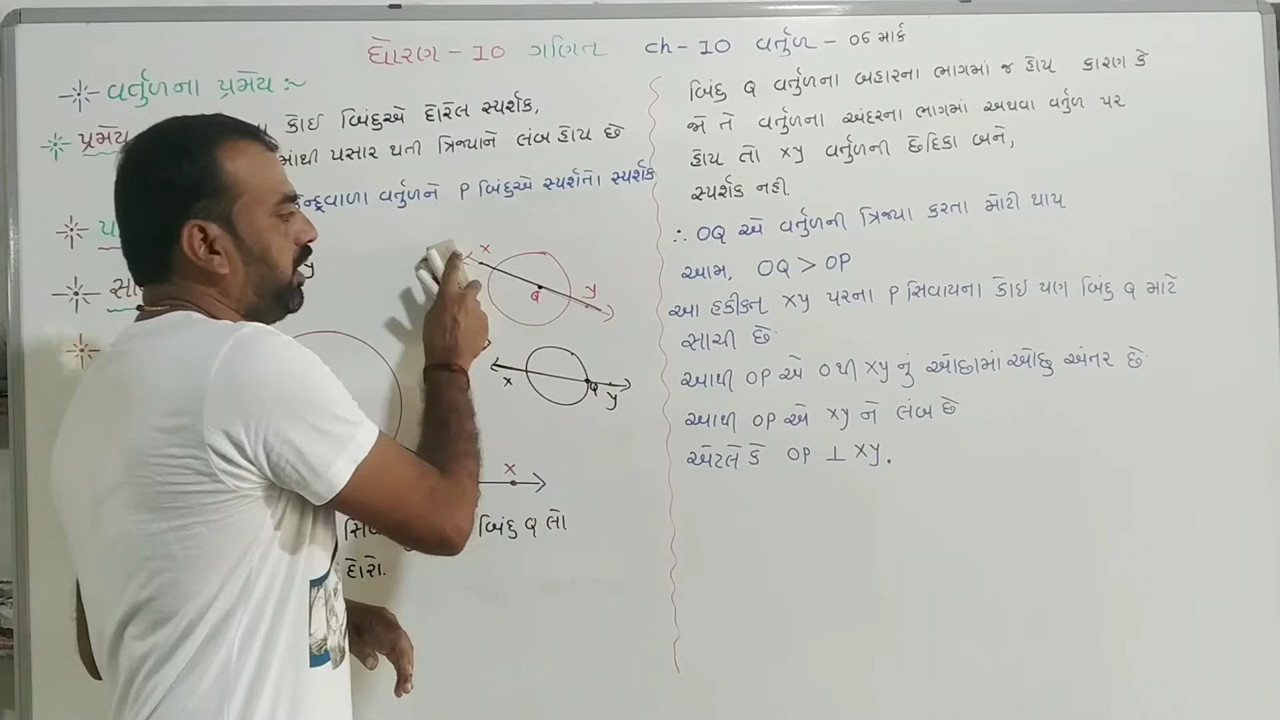 ધોરણ - 10 ગણિત ch - 10 વર્તુળ - 06 માર્ક
વર્તુળના પ્રમેય :~
પ્રમેય
કોઈ બિંદુએ દોરેલ સ્પર્શક,
માંથી પસાર થતી ત્રિજ્યાને લંબ હોય છે
કેન્દ્રવાળા વર્તુળને P બિંદુએ સ્પર્શતો સ્પર્શક
y
x
Q
y
x
Q
y
x
બિંદુ Q લો
દોરો.
બિંદુ Q વર્તુળના બહારના ભાગમાં જ હોય કારણ કે
જો તે વર્તુળના અંદરના ભાગમાં અથવા વર્તુળ પર
હોય તો XY વર્તુળની છેદિકા બને,
સ્પર્શક નહી.
∴ OQ એ વર્તુળની ત્રિજ્યા કરતા મોટી થાય
આમ, OQ > OP
આ હકીકત XY પરના P સિવાયના કોઈ પણ બિંદુ Q માટે
સાચી છે.
આથી OP એ O થી XY નું ઓછામાં ઓછુ અંતર છે.
આથી OP એ XY ને લંબ છે
એટલે કે OP ⊥ XY.